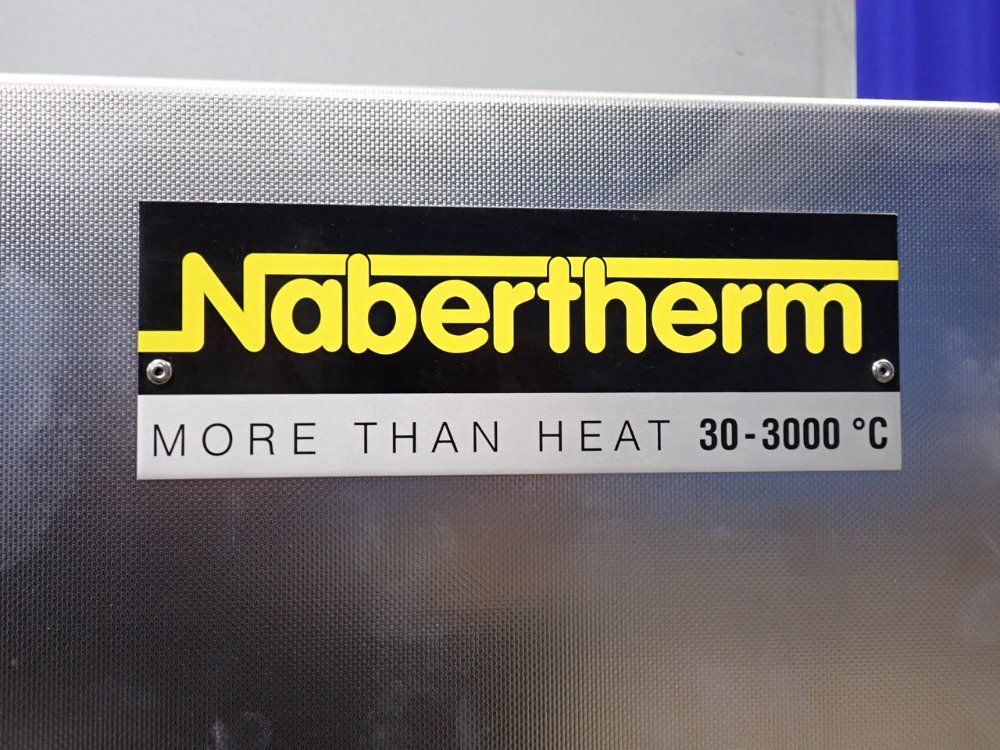 Nabertherm
MORE THAN HEAT 30-3000 °C